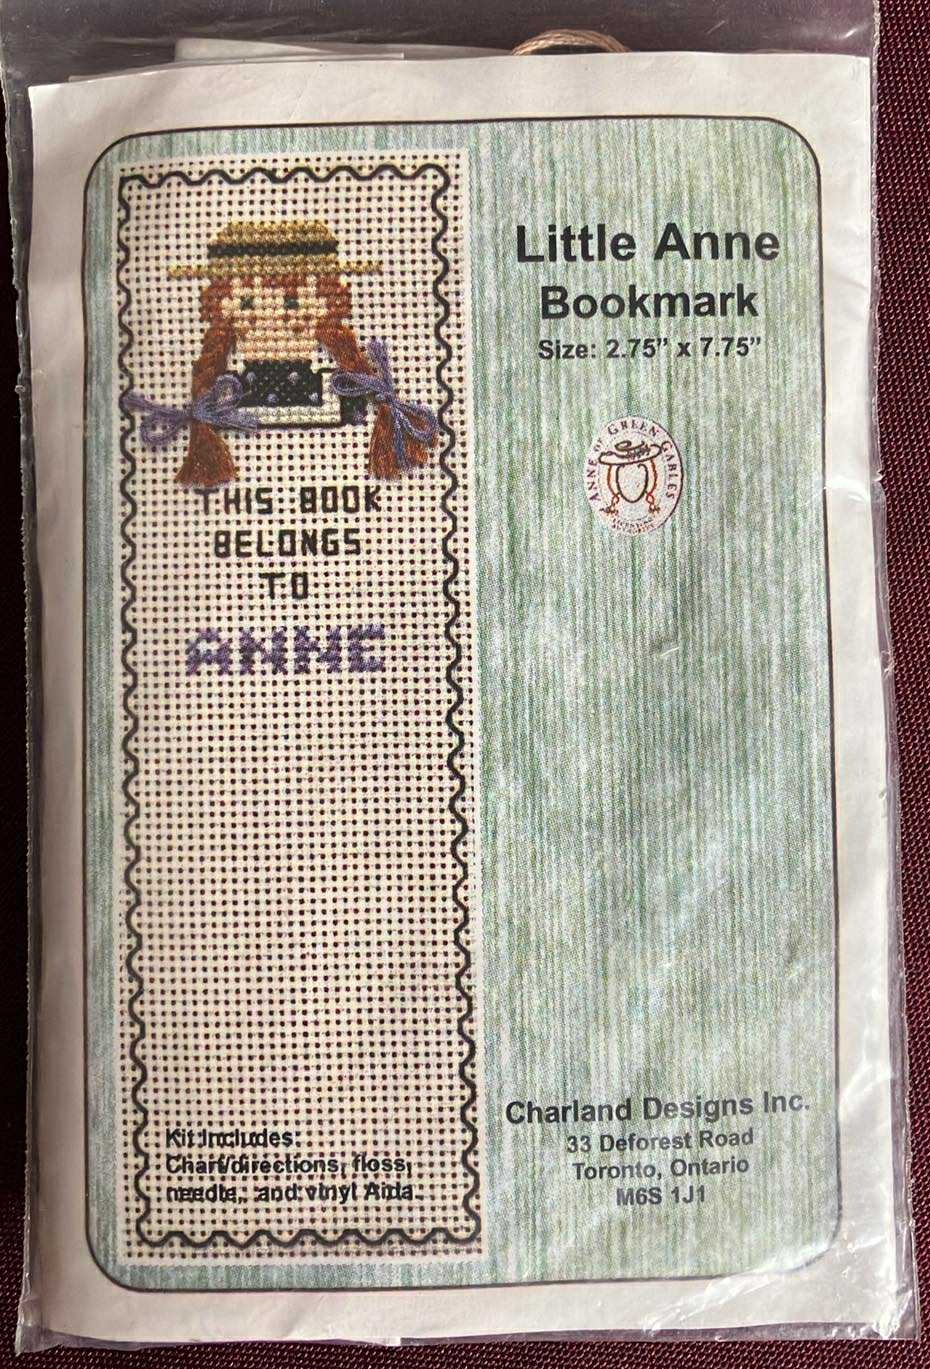 Little Anne
Bookmark
Size: 2.75” x 7.75”
ANNE OF GREEN GABLES
THIS BOOK
BELONGS
TO
ANNE
Kit Includes:
Chart/directions, floss,
needle, and vinyl Aida.
Charland Designs Inc.
33 Deforest Road
Toronto, Ontario
M6S 1J1